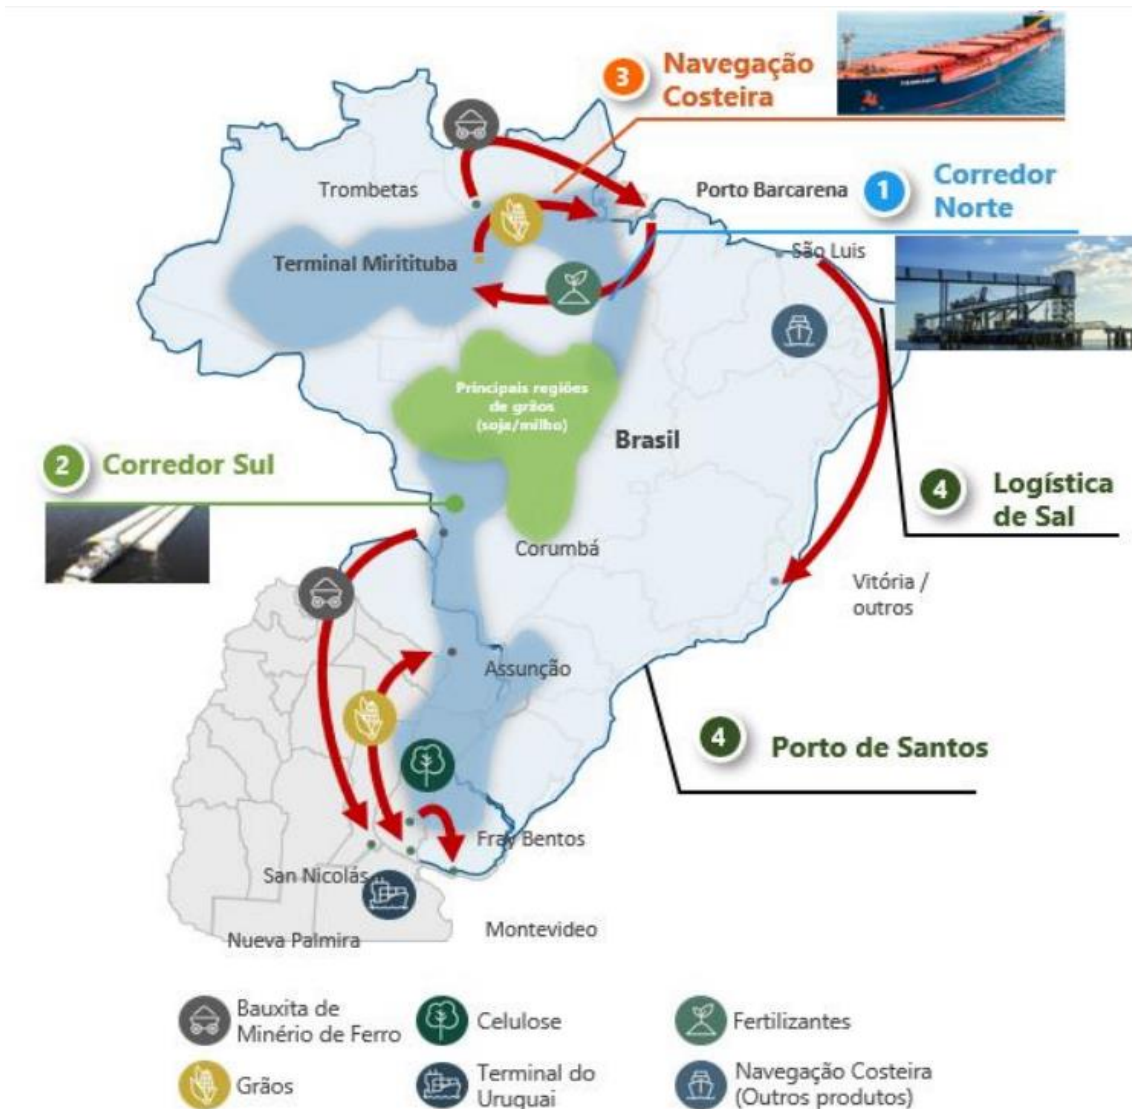 3
Navegação
Costeira
Trombetas
Porto Barcarena
1
Corredor
Norte
São Luis
Terminal Miritituba
Principais regiões
de grãos
(soja/milho)
Brasil
2
Corredor Sul
4
Logística
de Sal
Corumbá
Vitória /
outros
Assunção
4
Porto de Santos
Fray Bentos
San Nicolás
Nueva Palmira
Montevideo
Bauxita de
Minério de Ferro
Celulose
Fertilizantes
Grãos
Terminal do
Uruguai
Navegação Costeira
(Outros produtos)